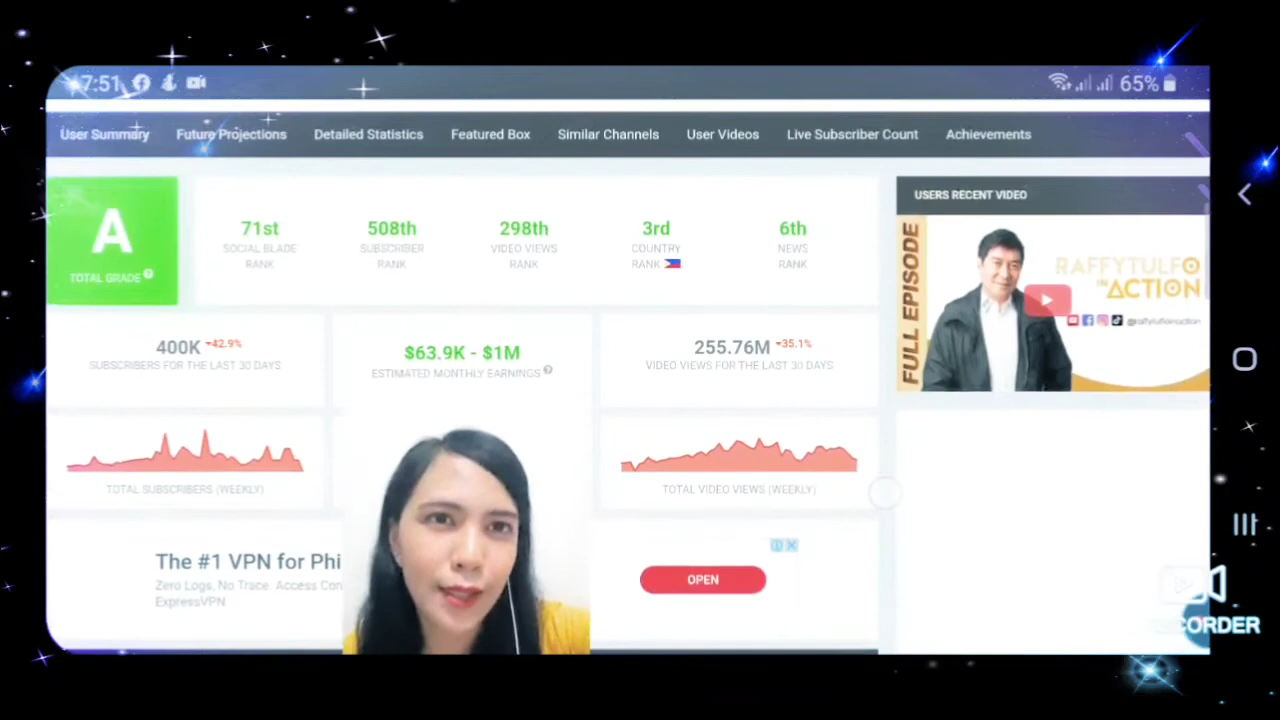 7:51
65%
User Summary Future Projections Detailed Statistics Featured Box Similar Channels User Videos Live Subscriber Count Achievements
A
TOTAL GRADE ?
71st
SOCIAL BLADE
RANK
508th
SUBSCRIBER
RANK
298th
VIDEO VIEWS
RANK
3rd
COUNTRY
RANK
6th
NEWS
RANK
USERS RECENT VIDEO
FULL EPISODE
RAFFYTULFO
IN ACTION
@raffytulfoinaction
400K -42.9%
SUBSCRIBERS FOR THE LAST 30 DAYS
$63.9K - $1M
ESTIMATED MONTHLY EARNINGS ?
255.76M -35.1%
VIDEO VIEWS FOR THE LAST 30 DAYS
TOTAL SUBSCRIBERS (WEEKLY)
TOTAL VIDEO VIEWS (WEEKLY)
The #1 VPN for Phi
Zero Logs, No Trace. Access Con
ExpressVPN
OPEN
CORDER